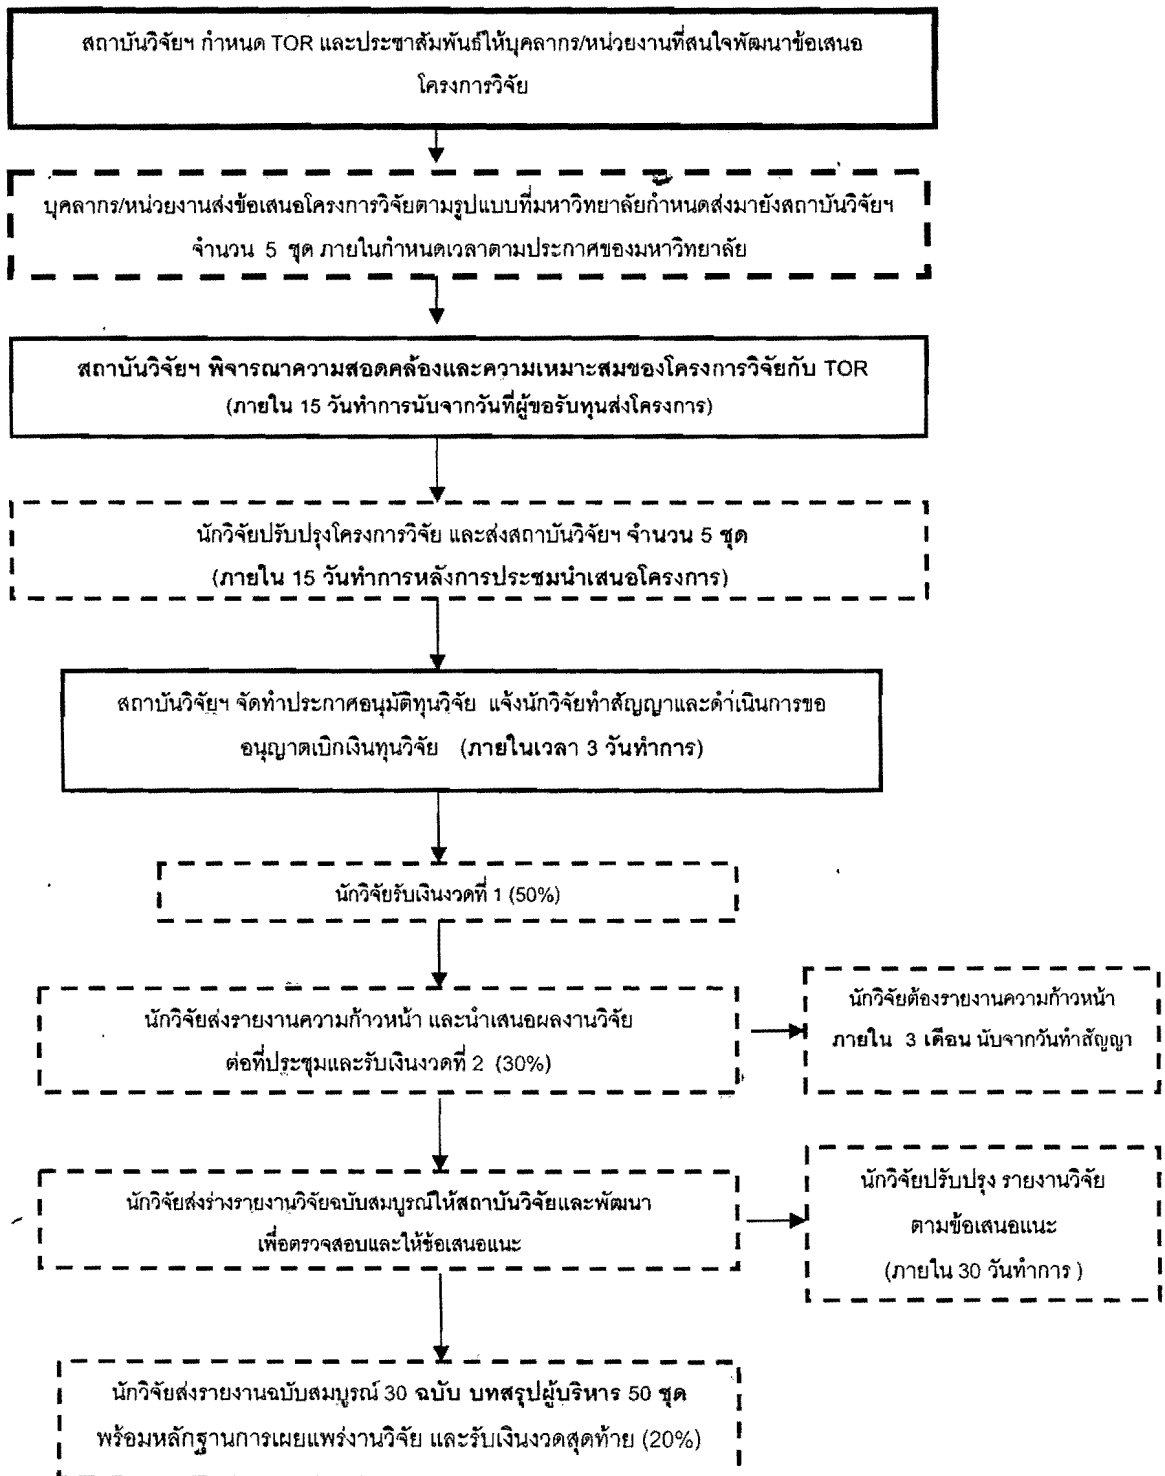 สถาบันวิจัยฯ กำหนด TOR และประชาสัมพันธ์ให้บุคลากร/หน่วยงานที่สนใจพัฒนาข้อเสนอ
โครงการวิจัย
บุคลากร/หน่วยงานส่งข้อเสนอโครงการวิจัยตามรูปแบบที่มหาวิทยาลัยกำหนดส่งมายังสถาบันวิจัยฯ
จำนวน 5 ชุด ภายในกำหนดเวลาตามประกาศของมหาวิทยาลัย
สถาบันวิจัยฯ พิจารณาความสอดคล้องและความเหมาะสมของโครงการวิจัยกับ TOR
(ภายใน 15 วันทำการนับจากวันที่ผู้ขอรับทุนส่งโครงการ)
นักวิจัยปรับปรุงโครงการวิจัย และส่งสถาบันวิจัยฯ จำนวน 5 ชุด
(ภายใน 15 วันทำการหลังการประชุมนำเสนอโครงการ)
สถาบันวิจัยฯ จัดทำประกาศอนุมัติทุนวิจัย แจ้งนักวิจัยทำสัญญาและดำเนินการขอ
อนุญาตเบิกเงินทุนวิจัย (ภายในเวลา 3 วันทำการ)
นักวิจัยรับเงินงวดที่ 1 (50%)
นักวิจัยส่งรายงานความก้าวหน้า และนำเสนอผลงานวิจัย
ต่อที่ประชุมและรับเงินงวดที่ 2 (30%)
นักวิจัยต้องรายงานความก้าวหน้า
ภายใน 3 เดือน นับจากวันทำสัญญา
นักวิจัยส่งร่างรายงานวิจัยฉบับสมบูรณ์ให้สถาบันวิจัยและพัฒนา
เพื่อตรวจสอบและให้ข้อเสนอแนะ
นักวิจัยปรับปรุง รายงานวิจัย
ตามข้อเสนอแนะ
(ภายใน 30 วันทำการ )
นักวิจัยส่งรายงานฉบับสมบูรณ์ 30 ฉบับ บทสรุปผู้บริหาร 50 ชุด
พร้อมหลักฐานการเผยแพร่งานวิจัย และรับเงินงวดสุดท้าย (20%)